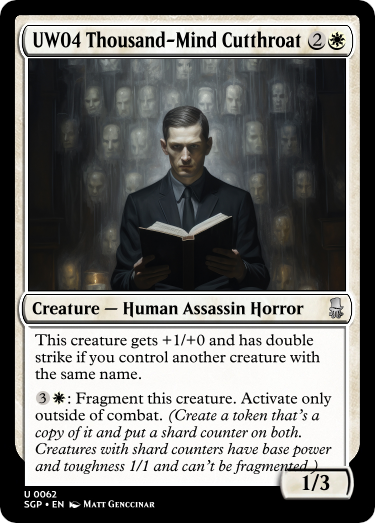 UW04 Thousand-Mind Cutthroat 2
Creature — Human Assassin Horror
This creature gets +1/+0 and has double
strike if you control another creature with
the same name.
3 : Fragment this creature. Activate only
outside of combat. (Create a token that's a
copy of it and put a shard counter on both.
Creatures with shard counters have base power
and toughness 1/1 and can't be fragmented.)
1/3
U 0062
SGP • EN Matt Genccinar